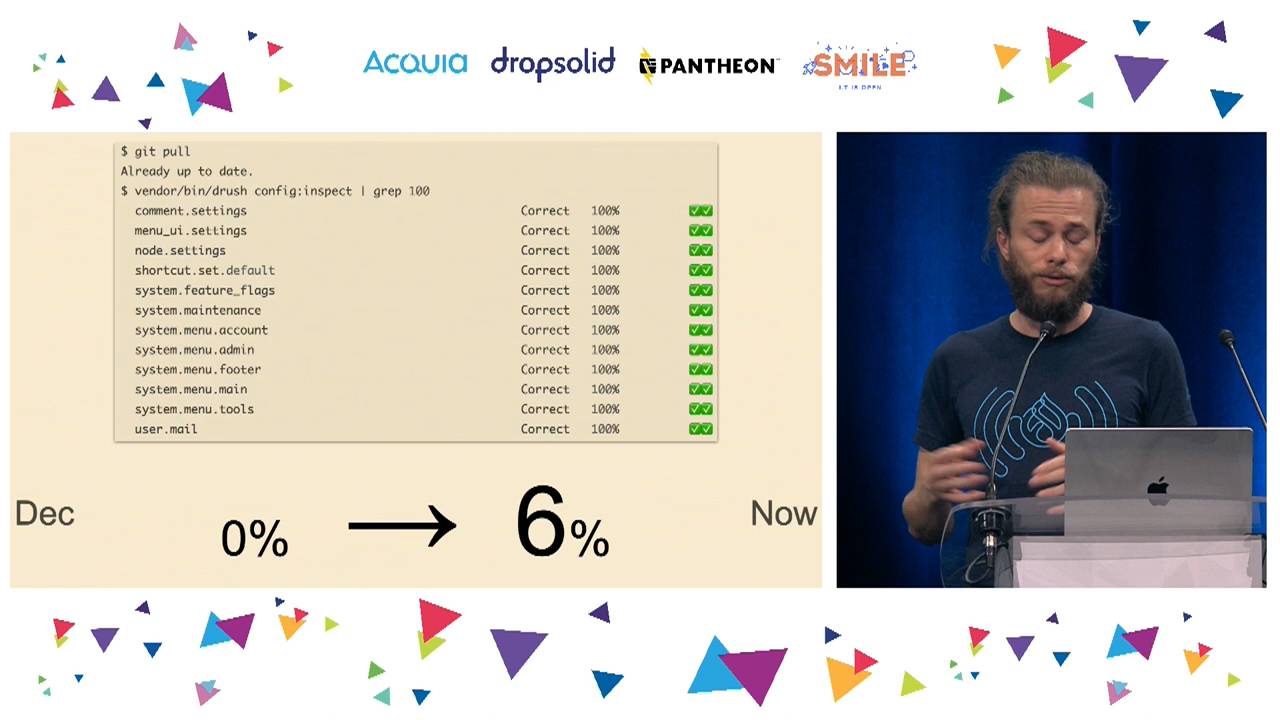 ACQUIA dropsolid PANTHEON SMILE
I.T IS OPEN
$ git pull
Already up to date.
$ vendor/bin/drush config:inspect | grep 100
comment.settings Correct 100% ✅✅
menu_ui.settings Correct 100% ✅✅
node.settings Correct 100% ✅✅
shortcut.set.default Correct 100% ✅✅
system.feature_flags Correct 100% ✅✅
system.maintenance Correct 100% ✅✅
system.menu.account Correct 100% ✅✅
system.menu.admin Correct 100% ✅✅
system.menu.footer Correct 100% ✅✅
system.menu.main Correct 100% ✅✅
system.menu.tools Correct 100% ✅✅
user.mail Correct 100% ✅✅
Dec 0% → 6% Now